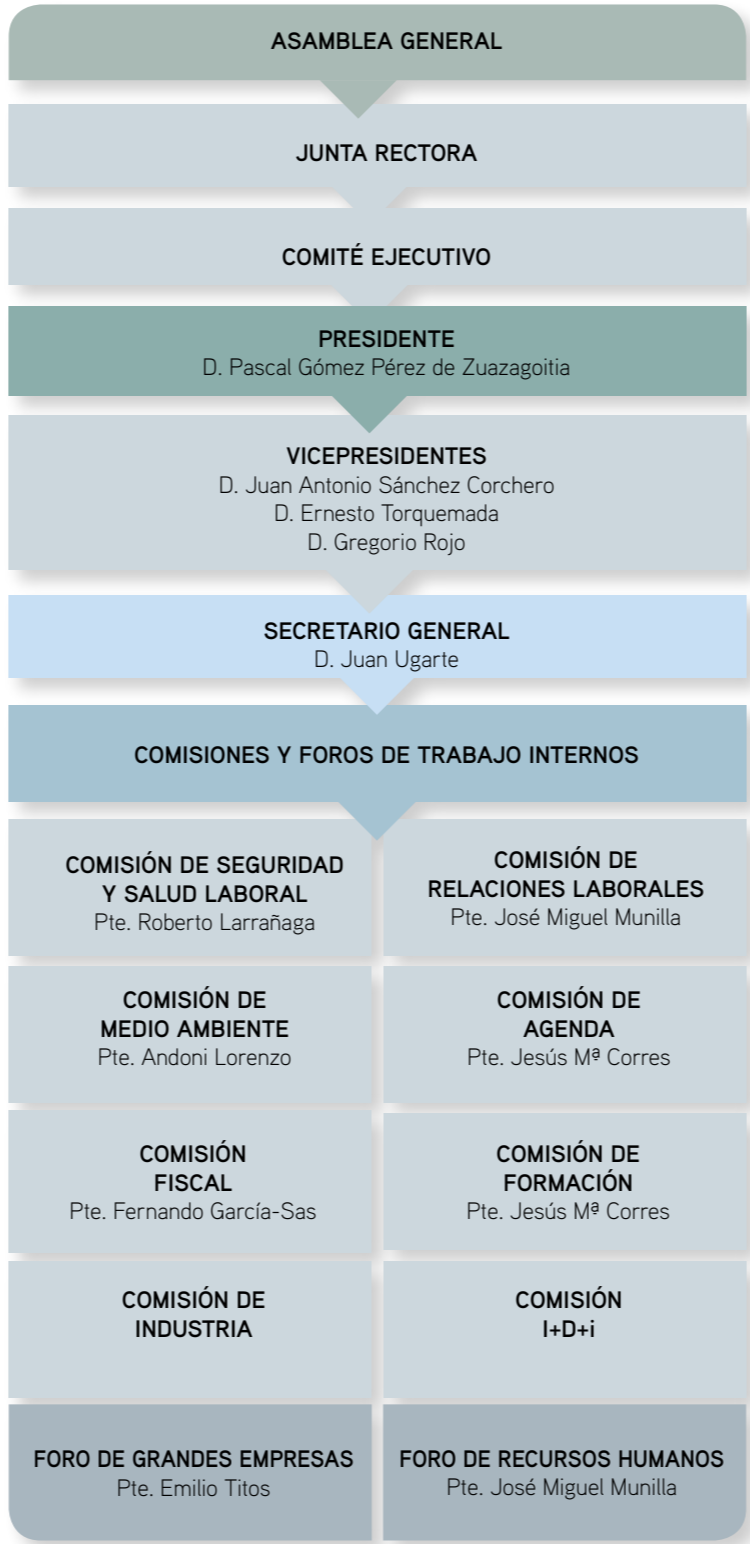 ASAMBLEA GENERAL
JUNTA RECTORA
COMITÉ EJECUTIVO
PRESIDENTE
D. Pascal Gómez Pérez de Zuazagoitia
VICEPRESIDENTES
D. Juan Antonio Sánchez Corchero
D. Ernesto Torquemada
D. Gregorio Rojo
SECRETARIO GENERAL
D. Juan Ugarte
COMISIONES Y FOROS DE TRABAJO INTERNOS
COMISIÓN DE SEGURIDAD
Y SALUD LABORAL
Pte. Roberto Larrañaga
COMISIÓN DE
RELACIONES LABORALES
Pte. José Miguel Munilla
COMISIÓN DE
MEDIO AMBIENTE
Pte. Andoni Lorenzo
COMISIÓN DE
AGENDA
Pte. Jesús Mª Corres
COMISIÓN
FISCAL
Pte. Fernando García-Sas
COMISIÓN DE
FORMACIÓN
Pte. Jesús Mª Corres
COMISIÓN DE
INDUSTRIA
COMISIÓN
I+D+i
FORO DE GRANDES EMPRESAS
Pte. Emilio Titos
FORO DE RECURSOS HUMANOS
Pte. José Miguel Munilla